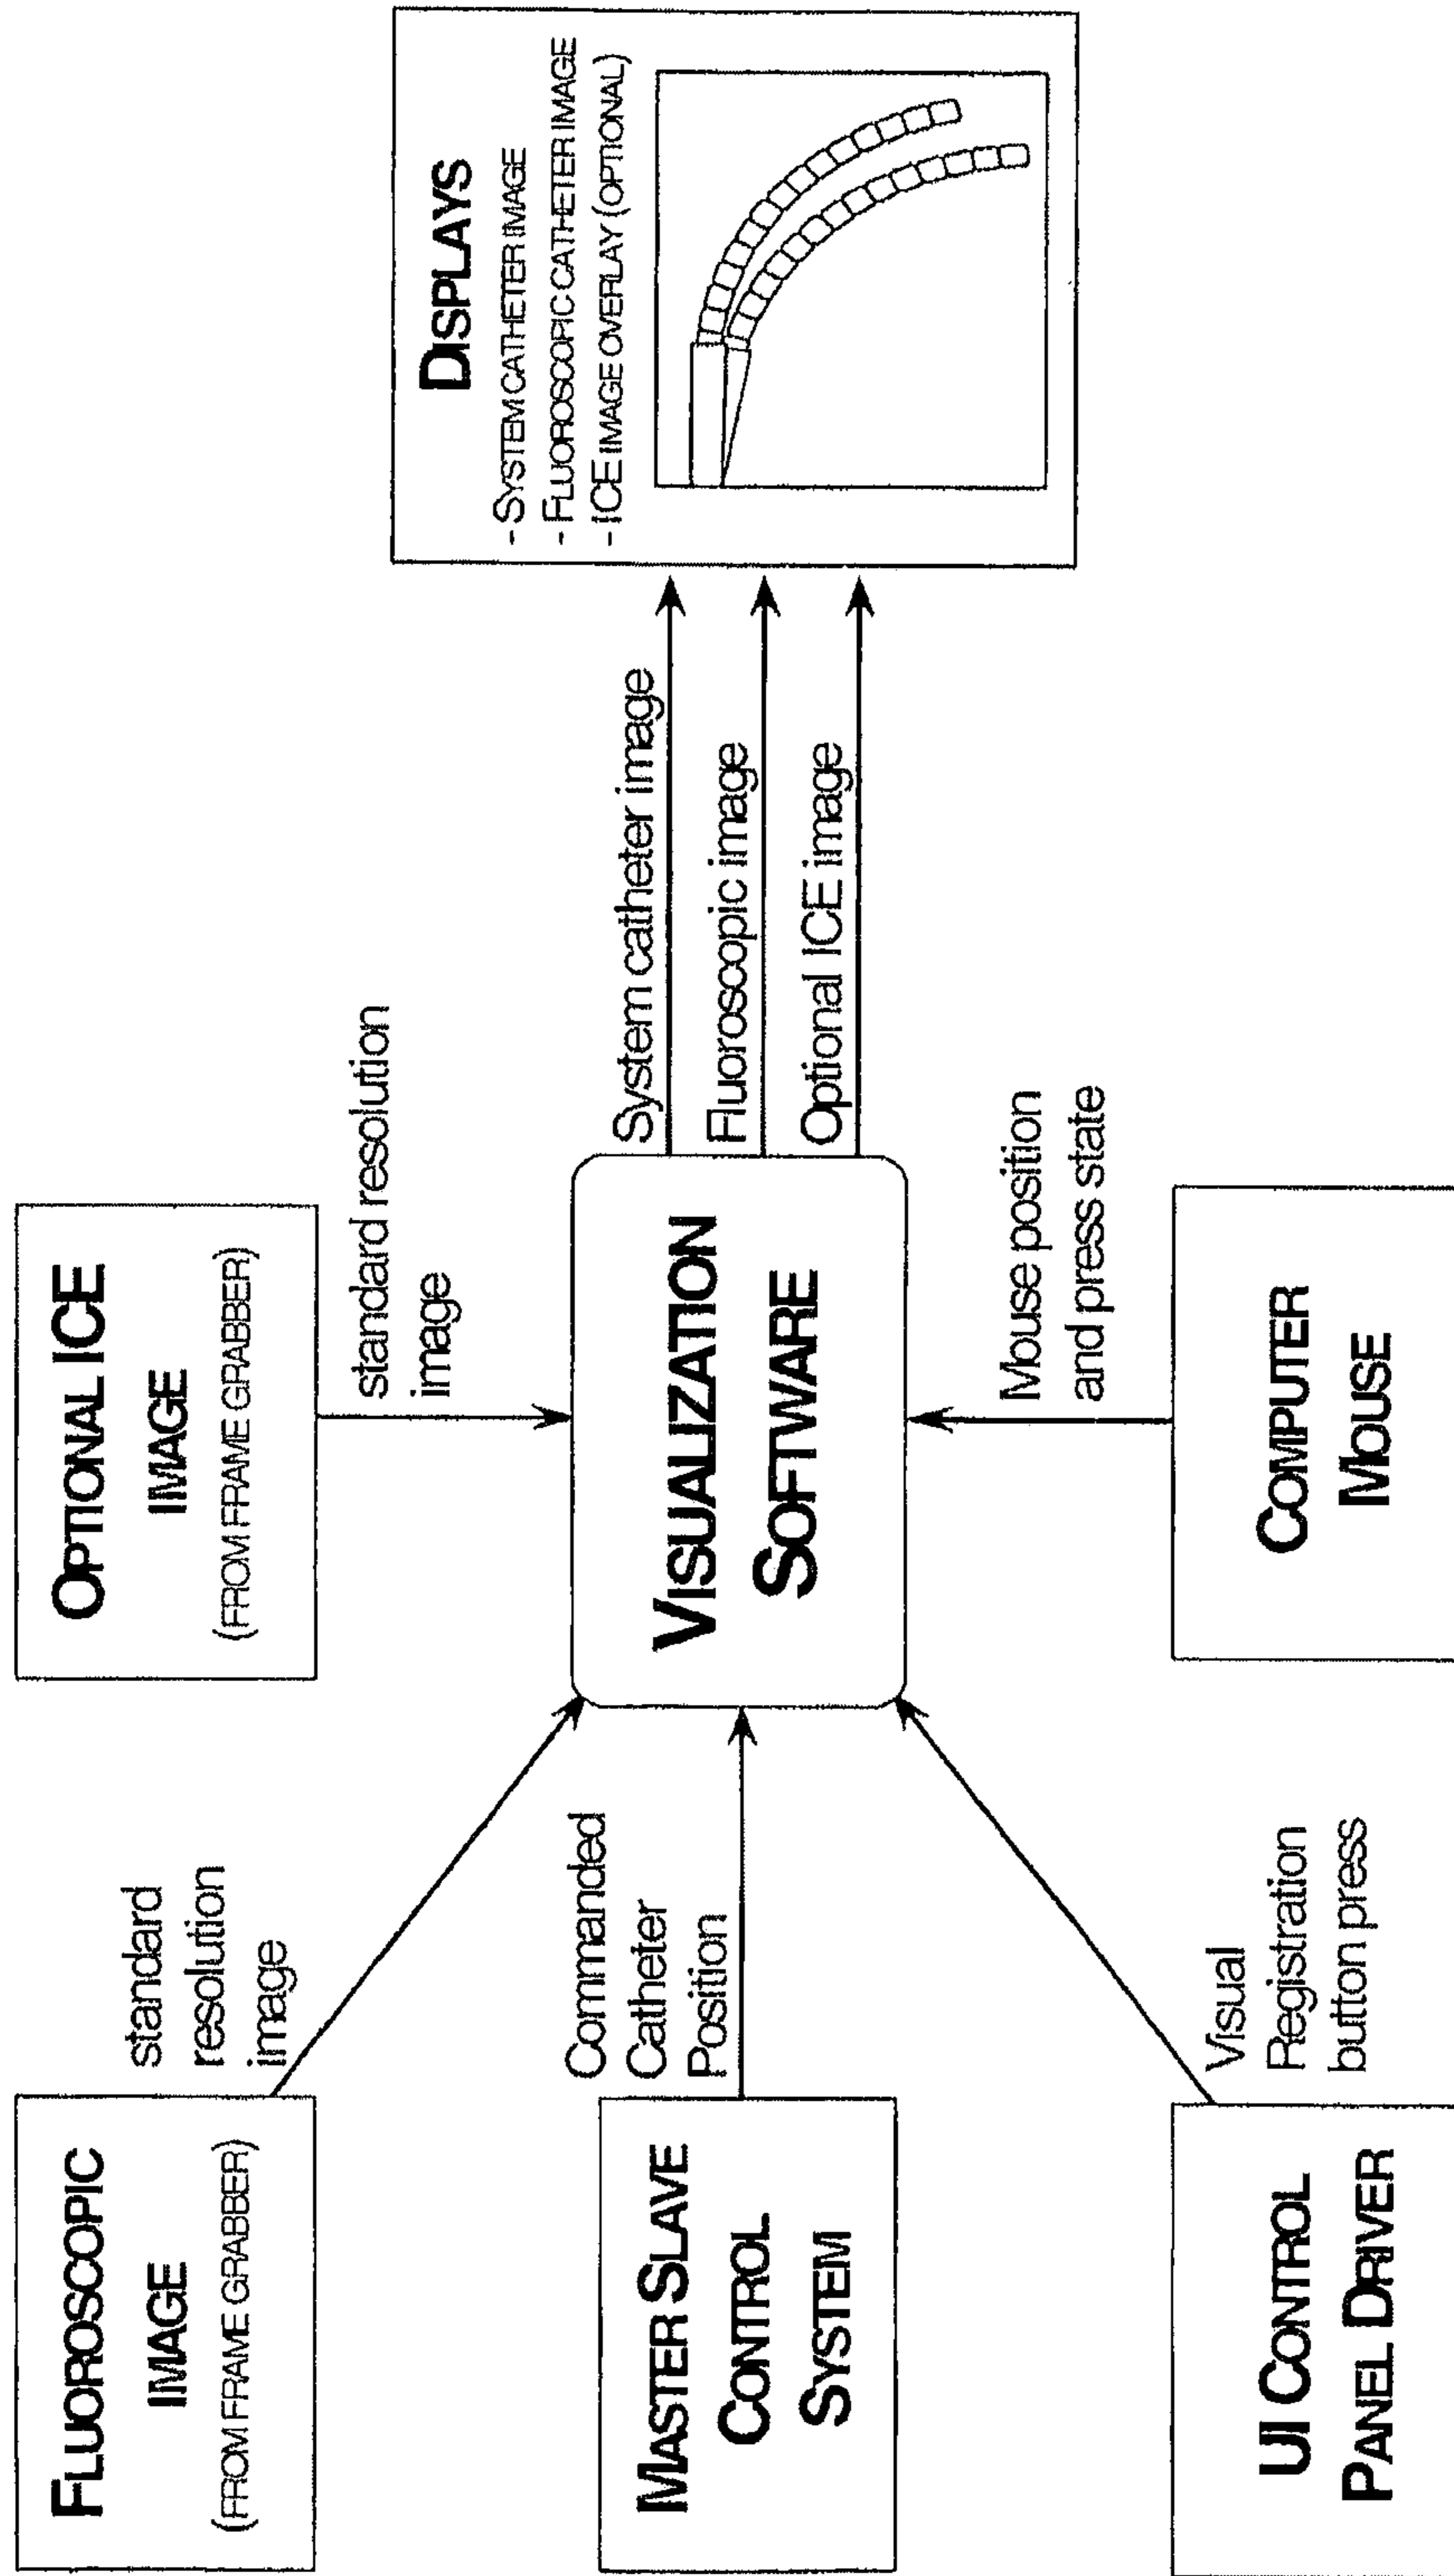 FLUOROSCOPIC
IMAGE
(FROM FRAME GRABBER)
standard
resolution
image
OPTIONAL ICE
IMAGE
(FROM FRAME GRABBER)
standard resolution
image
MASTER SLAVE
CONTROL
SYSTEM
Commanded
Catheter
Position
VISUALIZATION
SOFTWARE
System catheter image
Fluoroscopic image
Optional ICE image
DISPLAYS
- SYSTEM CATHETER IMAGE
- FLUOROSCOPIC CATHETER IMAGE
- ICE IMAGE OVERLAY (OPTIONAL)
UI CONTROL
PANEL DRIVER
Visual
Registration
button press
COMPUTER
MOUSE
Mouse position
and press state